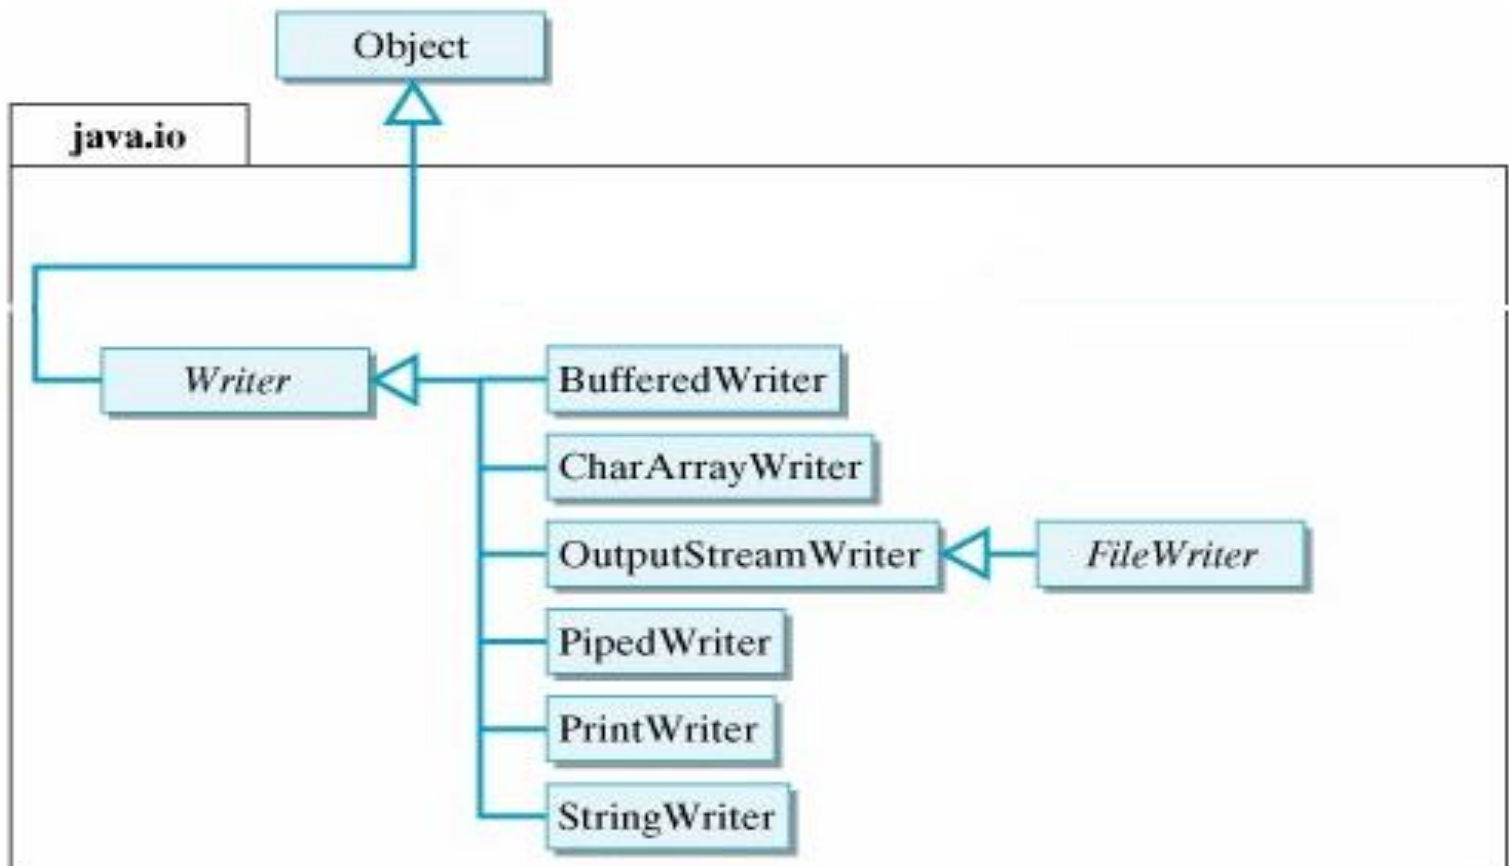 Object
java.io
Writer
BufferedWriter
CharArrayWriter
OutputStreamWriter
FileWriter
PipedWriter
PrintWriter
StringWriter